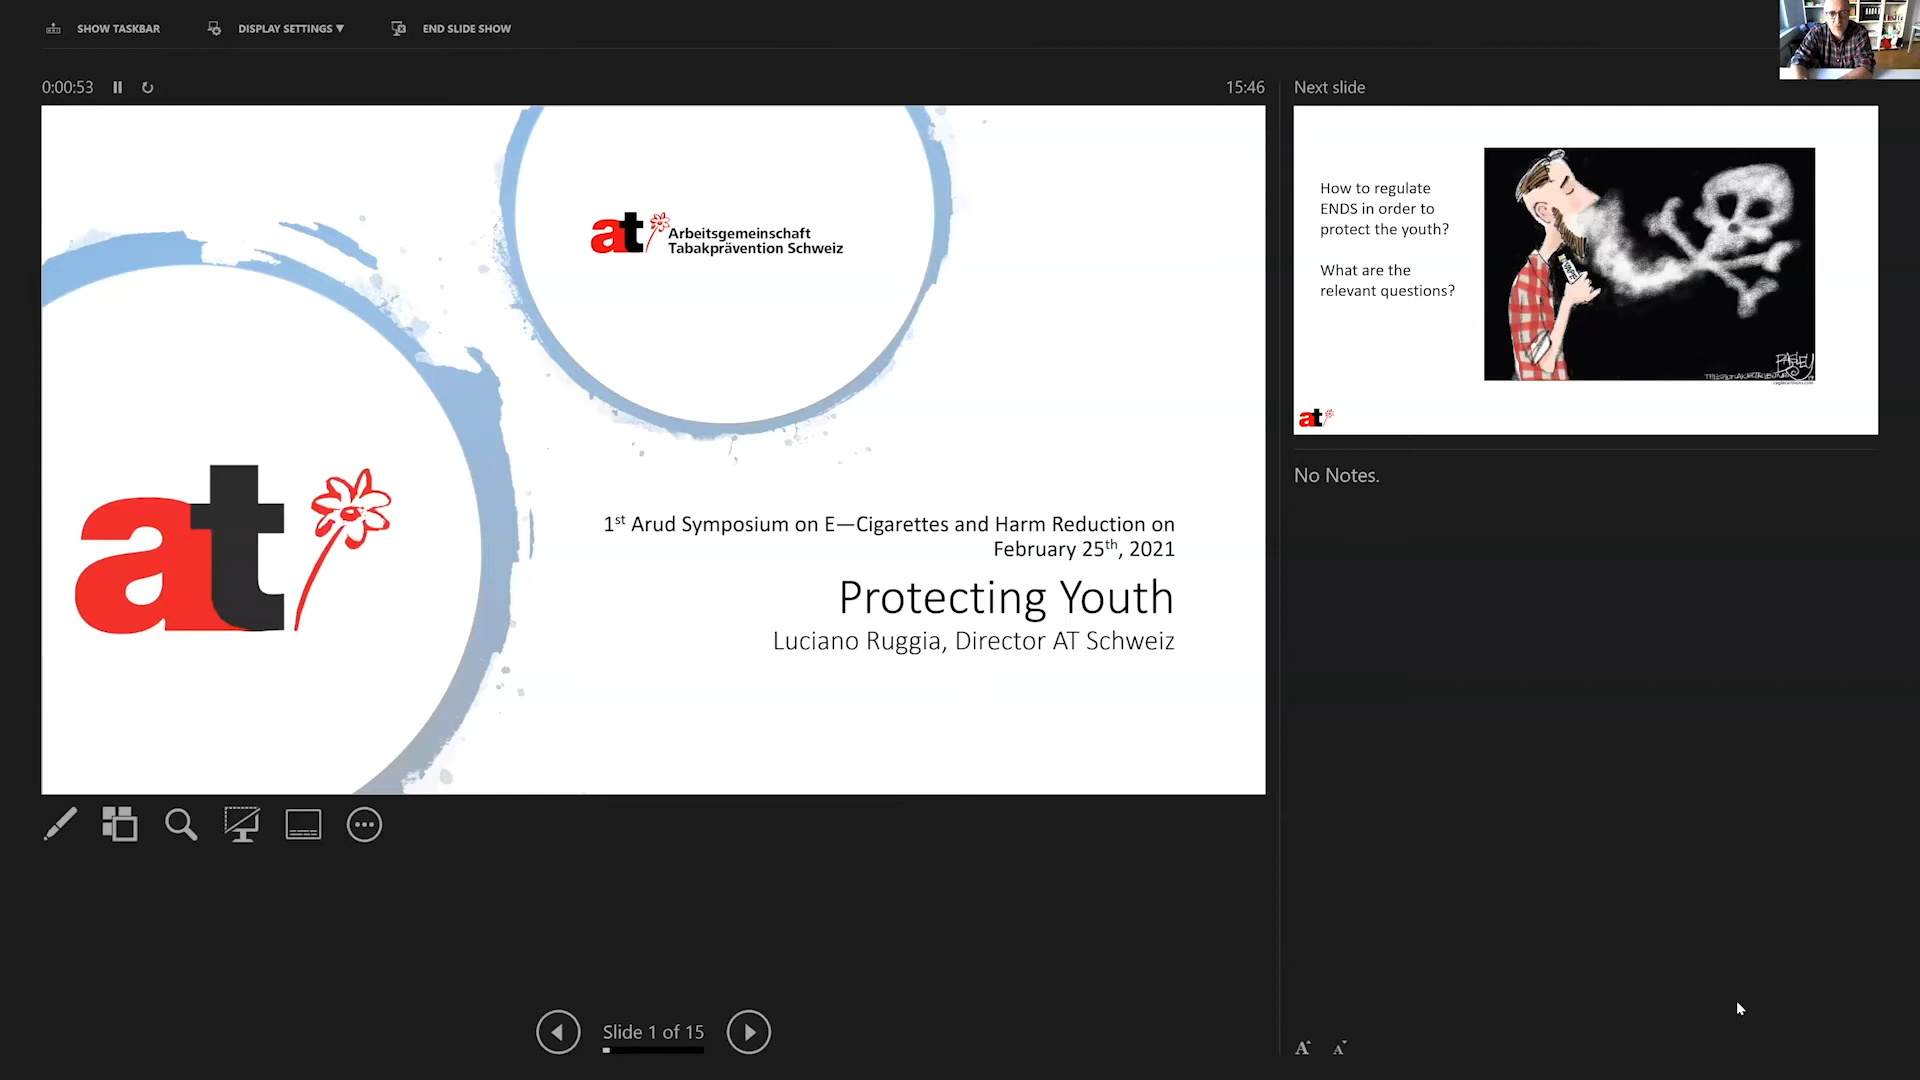 SHOW TASKBAR
DISPLAY SETTINGS ▼
END SLIDE SHOW
0:00:53
15:46
at Arbeitsgemeinschaft
Tabakprävention Schweiz
at
1st Arud Symposium on E—Cigarettes and Harm Reduction on
February 25th, 2021
Protecting Youth
Luciano Ruggia, Director AT Schweiz
Next slide
How to regulate
ENDS in order to
protect the youth?
What are the
relevant questions?
BAGLEY
at
No Notes.
Slide 1 of 15
A
A